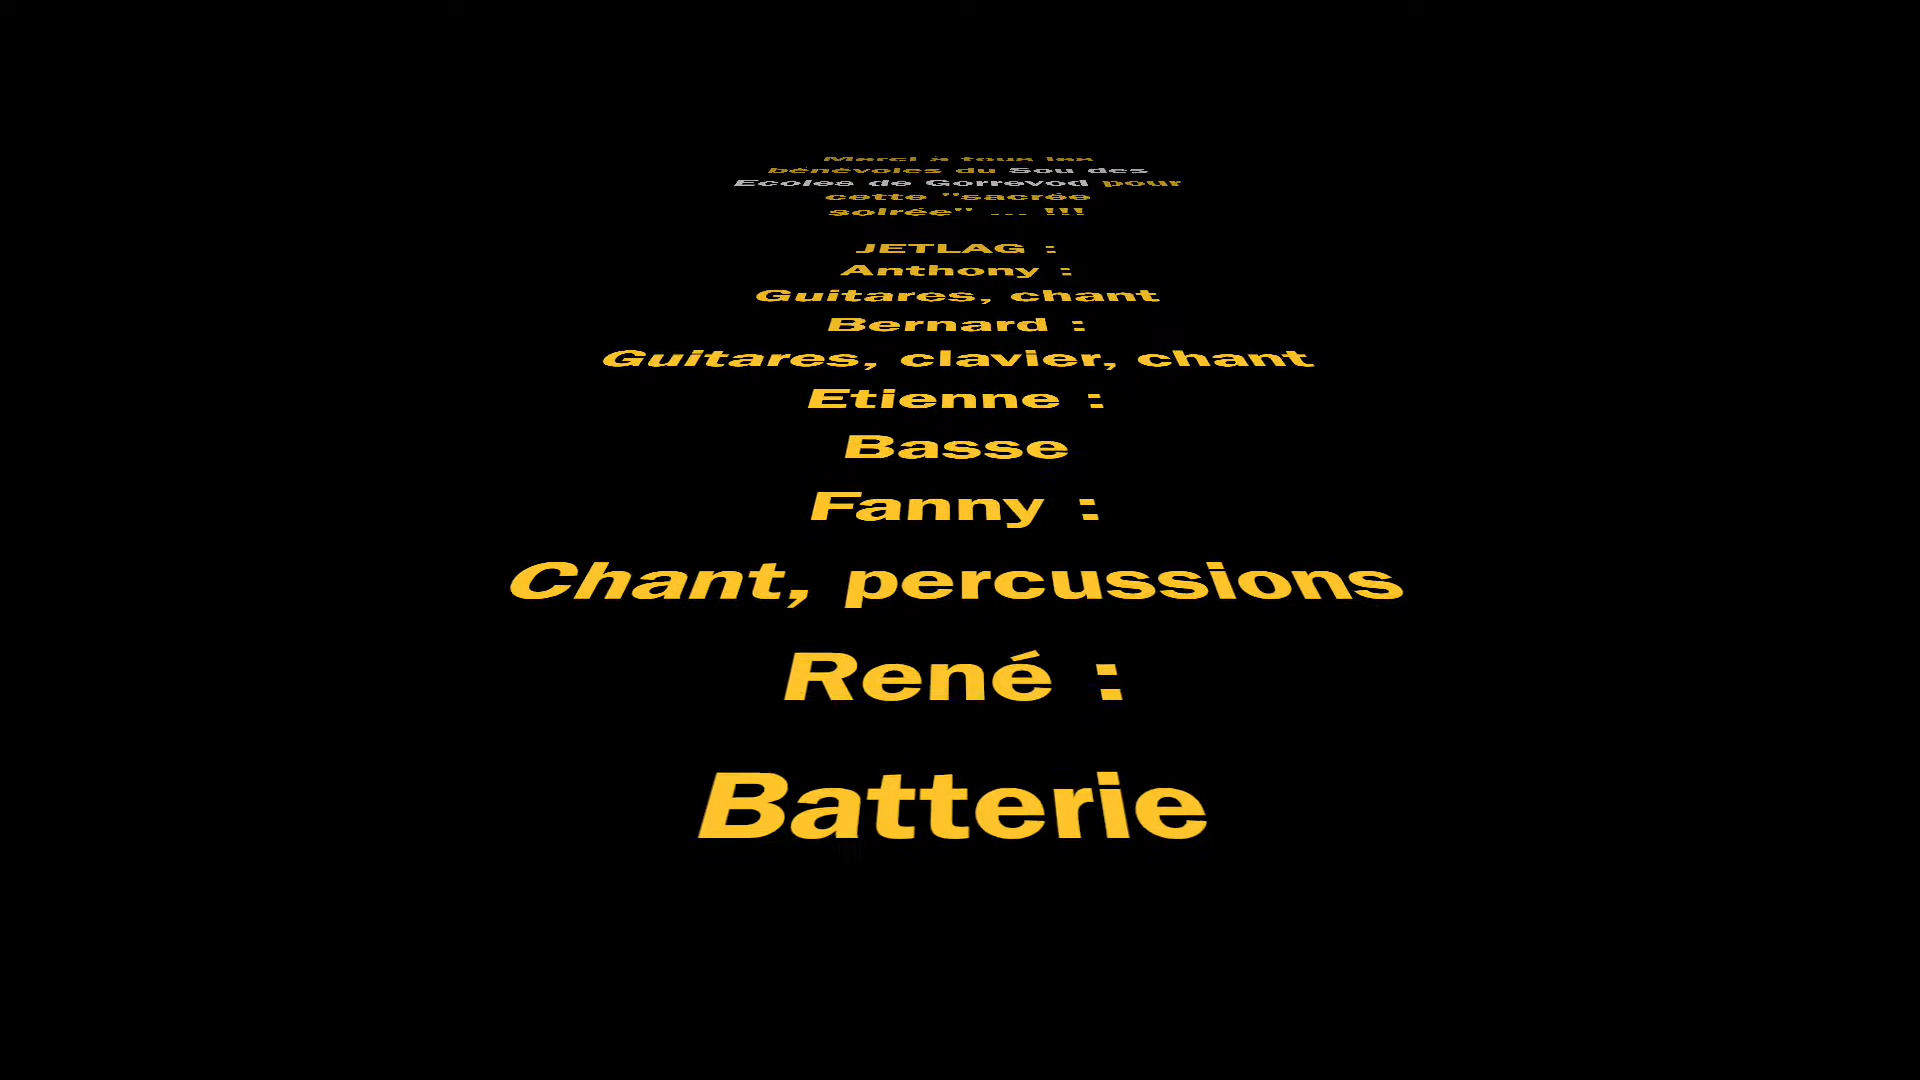 Merci à tous les
bénévoles du Sou des
Ecoles de Gorrevod pour
cette "sacrée
soirée" ... !!!
JETLAG :
Anthony :
Guitares, chant
Bernard :
Guitares, clavier, chant
Etienne :
Basse
Fanny :
Chant, percussions
René :
Batterie